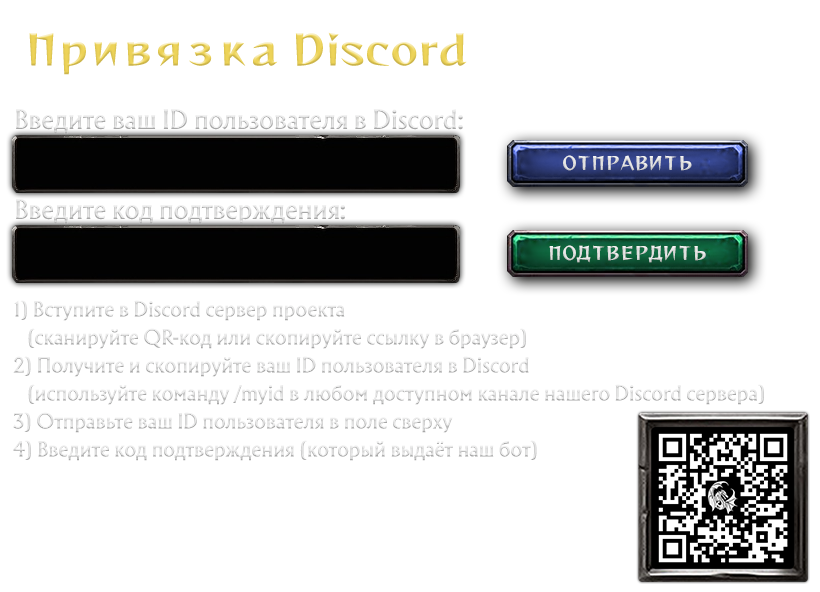 Привязка Discord
Введите ваш ID пользователя в Discord:
ОТПРАВИТЬ
Введите код подтверждения:
ПОДТВЕРДИТЬ
1) Вступите в Discord сервер проекта
(сканируйте QR-код или скопируйте ссылку в браузер)
2) Получите и скопируйте ваш ID пользователя в Discord
(используйте команду /myid в любом доступном канале нашего Discord сервера)
3) Отправьте ваш ID пользователя в поле сверху
4) Введите код подтверждения (который выдаёт наш бот)